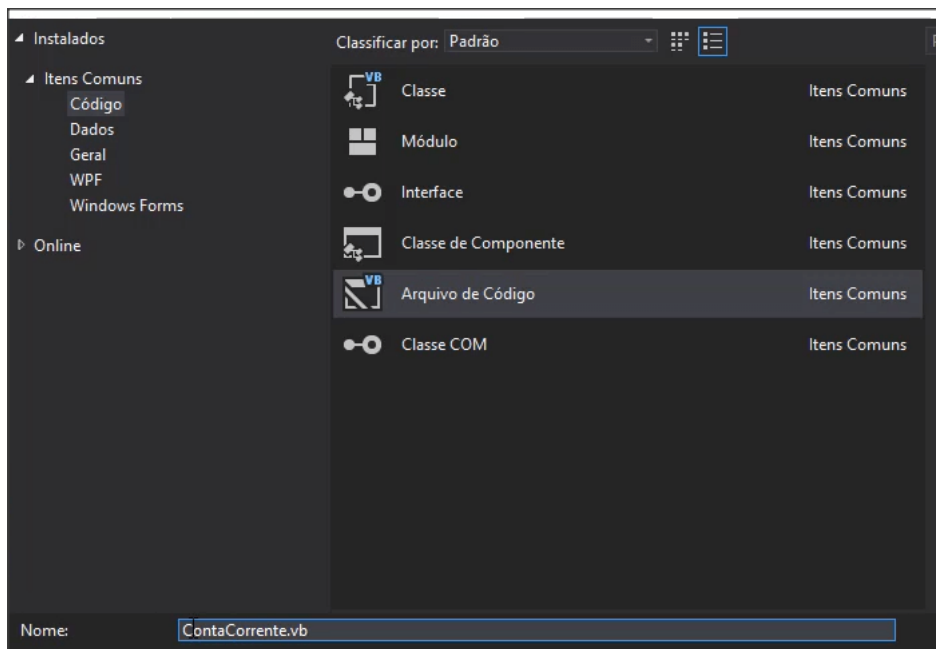 Instalados
Itens Comuns
Código
Dados
Geral
WPF
Windows Forms
Online
Classificar por: Padrão
VB Classe Itens Comuns
Módulo Itens Comuns
Interface Itens Comuns
Classe de Componente Itens Comuns
VB Arquivo de Código Itens Comuns
Classe COM Itens Comuns
Nome: ContaCorrente.vb